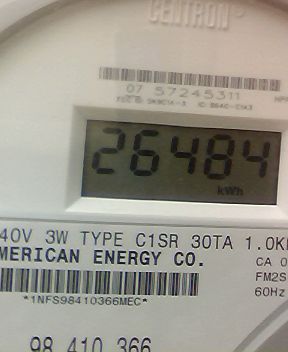 CENTRON®
07 57245311
26484
kWh
40V 3W TYPE C1SR 30TA 1.0K
MERICAN ENERGY CO.
CA 0
FM2S
*1NFS98410366MEC*
60Hz
98 410 366